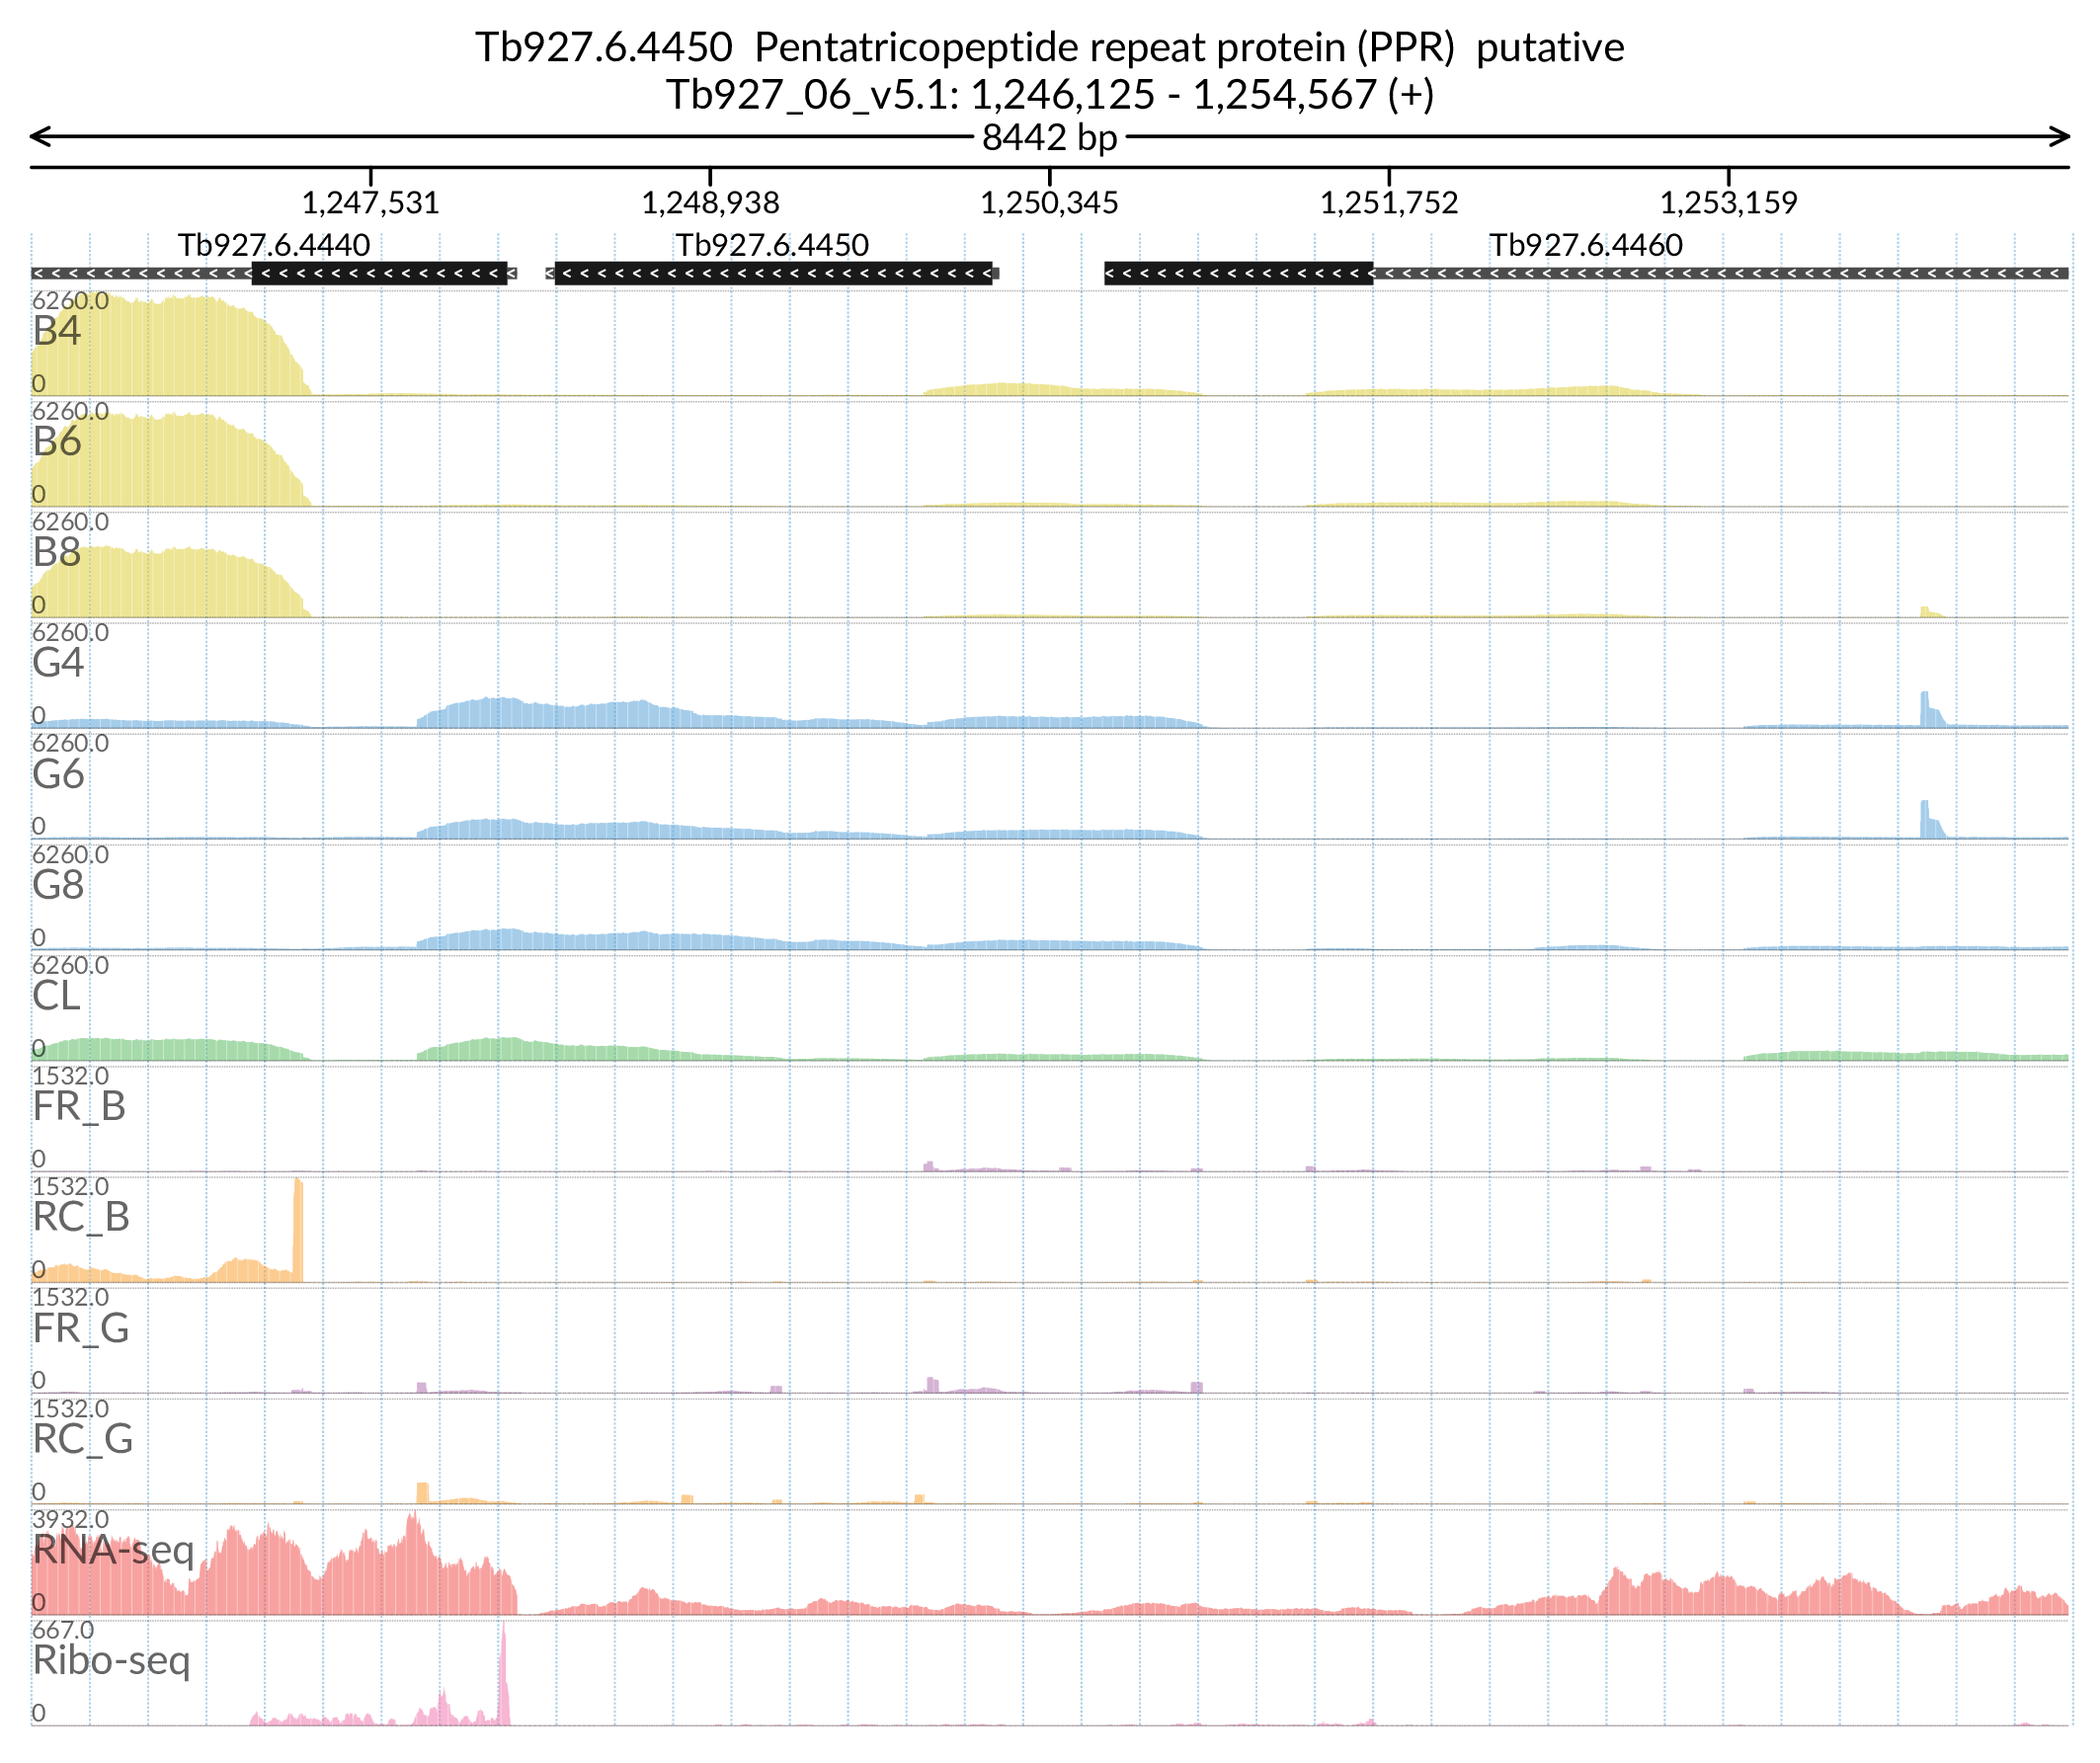 Tb927.6.4450  Pentatricopeptide repeat protein (PPR)  putative
Tb927_06_v5.1: 1,246,125 - 1,254,567 (+)
8442 bp
1,247,531 1,248,938 1,250,345 1,251,752 1,253,159
Tb927.6.4440 Tb927.6.4450 Tb927.6.4460
6260.0
B4
0
6260.0
B6
0
6260.0
B8
0
6260.0
G4
0
6260.0
G6
0
6260.0
G8
0
6260.0
CL
0
1532.0
FR_B
0
1532.0
RC_B
0
1532.0
FR_G
0
1532.0
RC_G
0
3932.0
RNA-seq
0
667.0
Ribo-seq
0